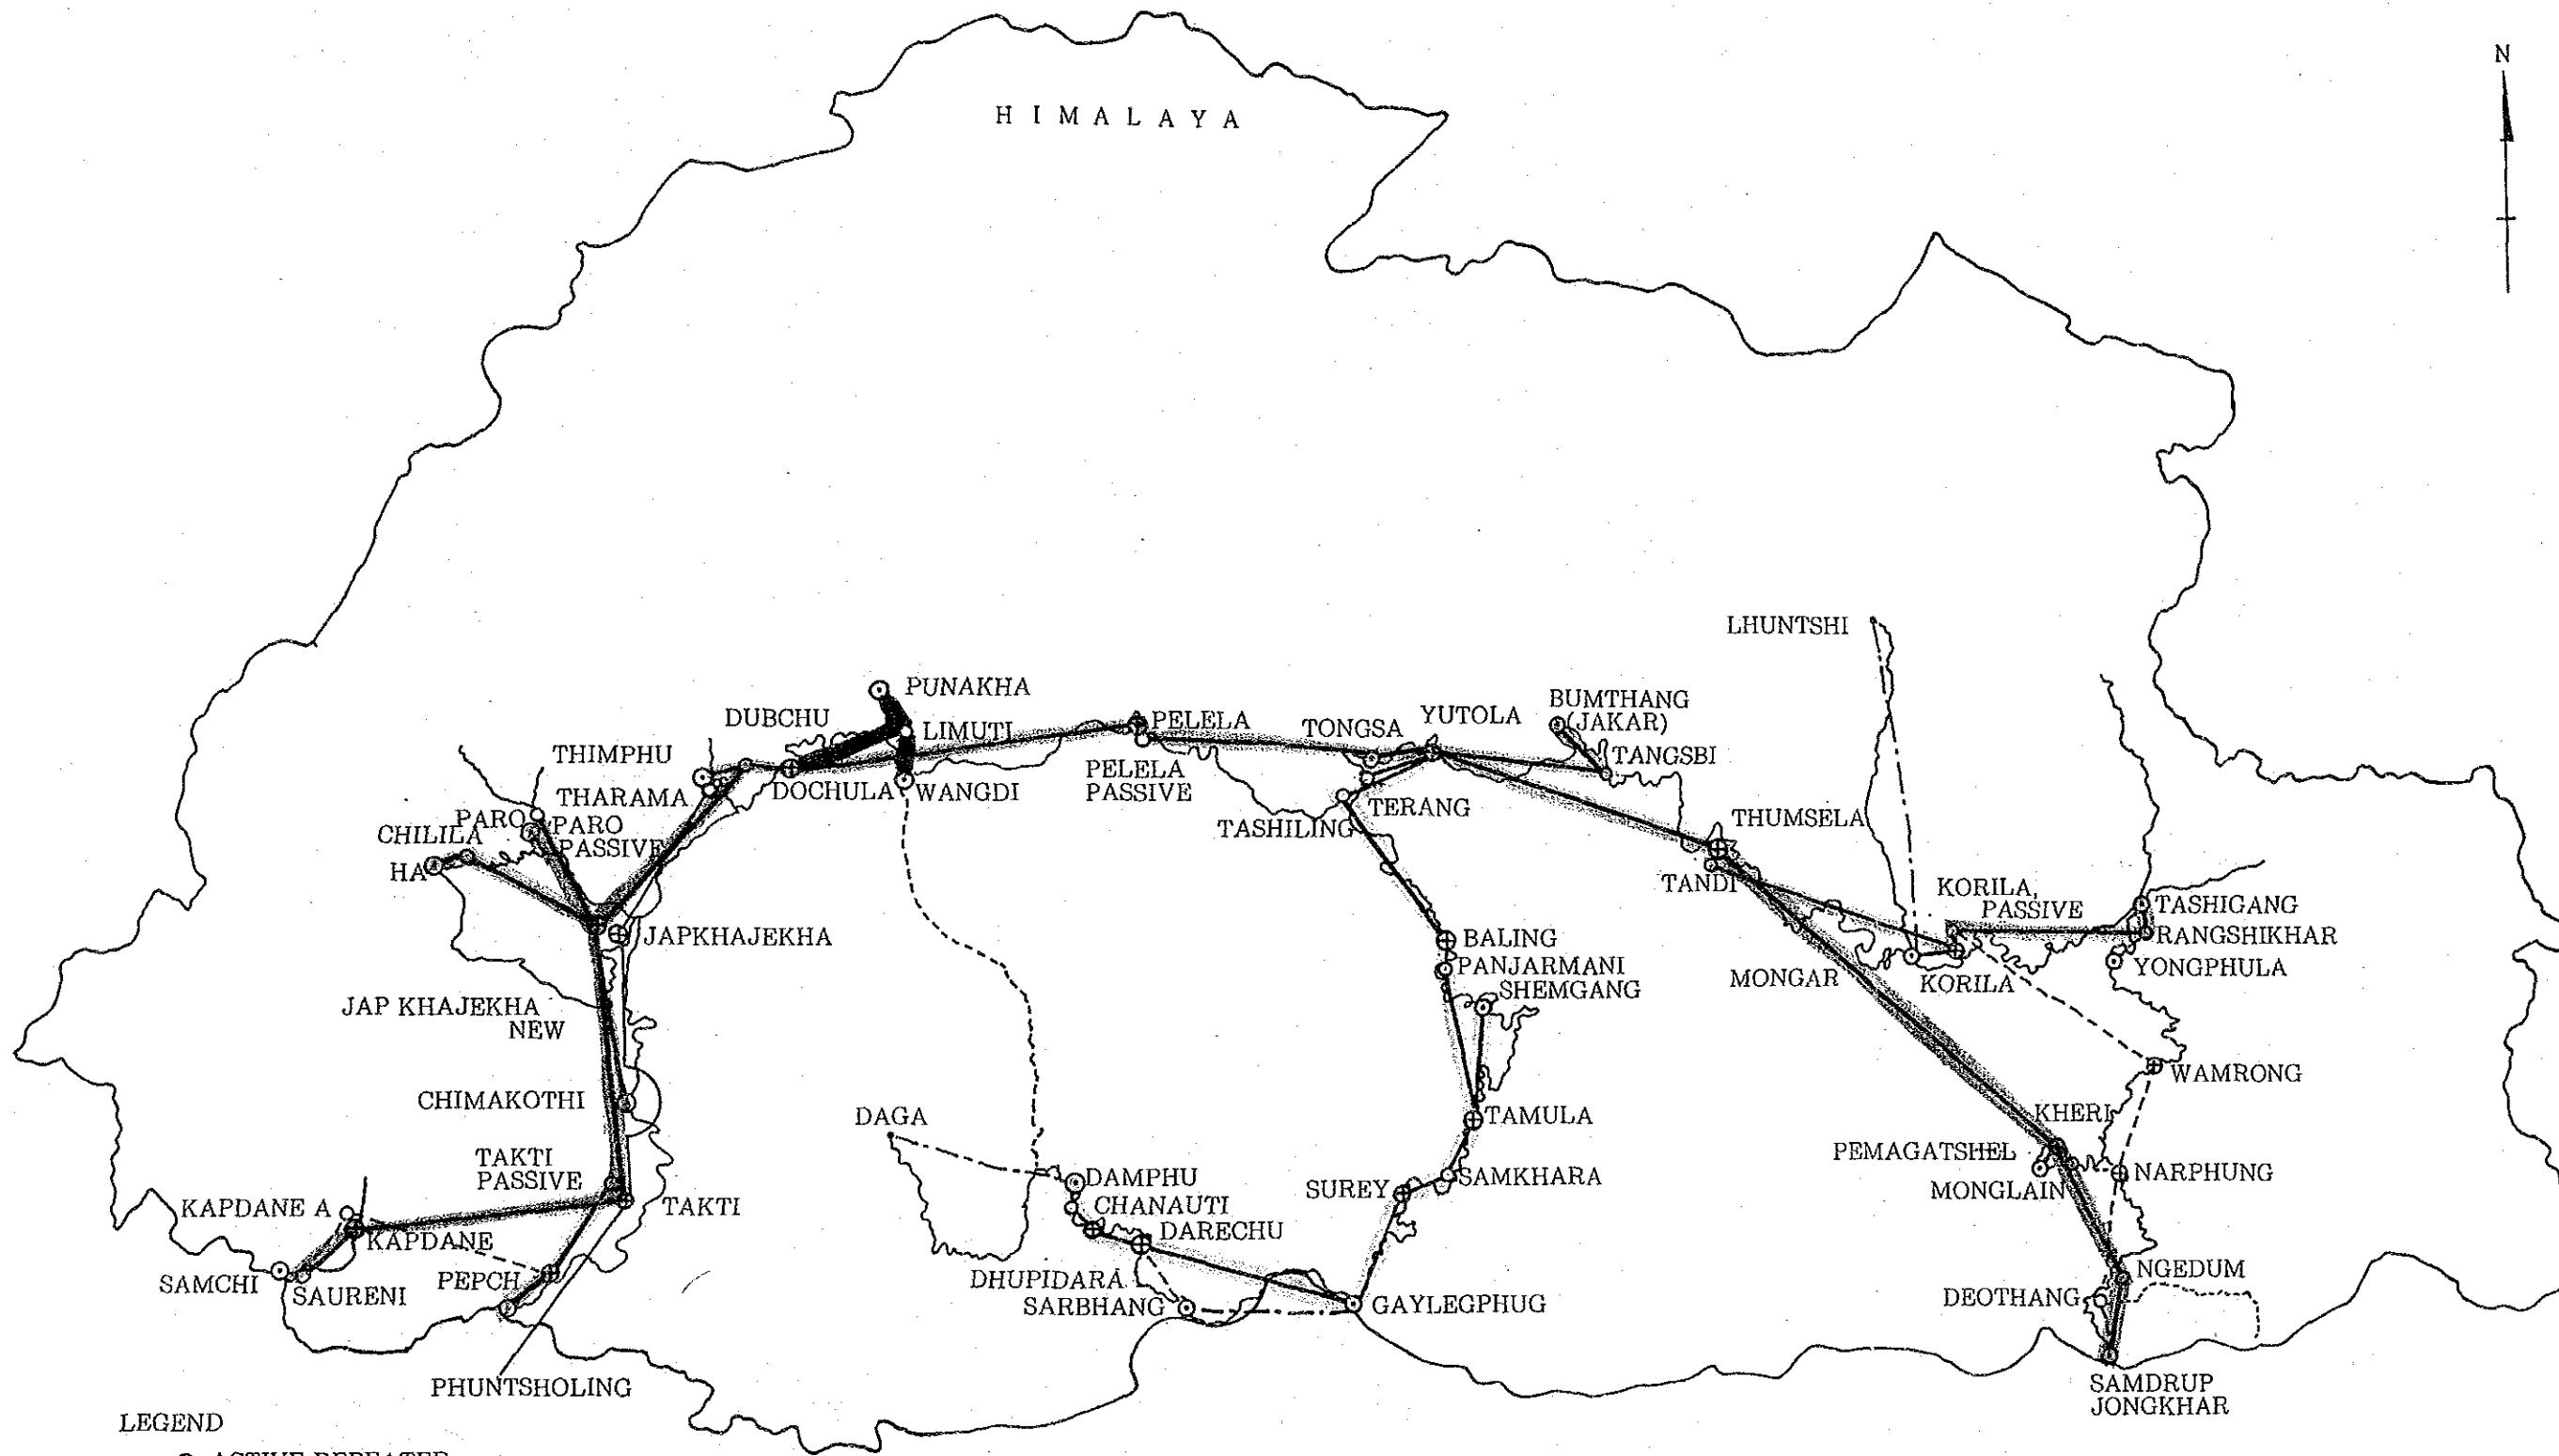 N
HIMALAYA
LHUNTSHI
PUNAKHA
DUBCHU
LIMUTI
THIMPHU
DOCHULA
WANGDI
PELELA
PELELA
PASSIVE
TONGSA
YUTOLA
BUMTHANG
(JAKAR)
TANGSBI
TERANG
TASHILING
THUMSELA
TANDI
THARAMA
PARO
PARO
PASSIVE
CHILILA
HA
JAPKHAJEKHA
JAP KHAJEKHA
NEW
KORILA,
PASSIVE
TASHIGANG
RANGSHIKHAR
YONGPHULA
KORILA
MONGAR
BALING
PANJARMANI
SHEMGANG
CHIMAKOTHI
WAMRONG
DAGA
TAMULA
KHERI
PEMAGATSHEL
NARPHUNG
MONGLAIN
TAKTI
PASSIVE
TAKTI
DAMPHU
CHANAUTI
DARECHU
SUREY
SAMKHARA
KAPDANE A
KAPDANE
SAMCHI
SAURENI
PEPCH
DHUPIDARA
SARBHANG
GAYLEGPHUG
NGEDUM
DEOTHANG
SAMDRUP
JONGKHAR
PHUNTSHOLING
LEGEND